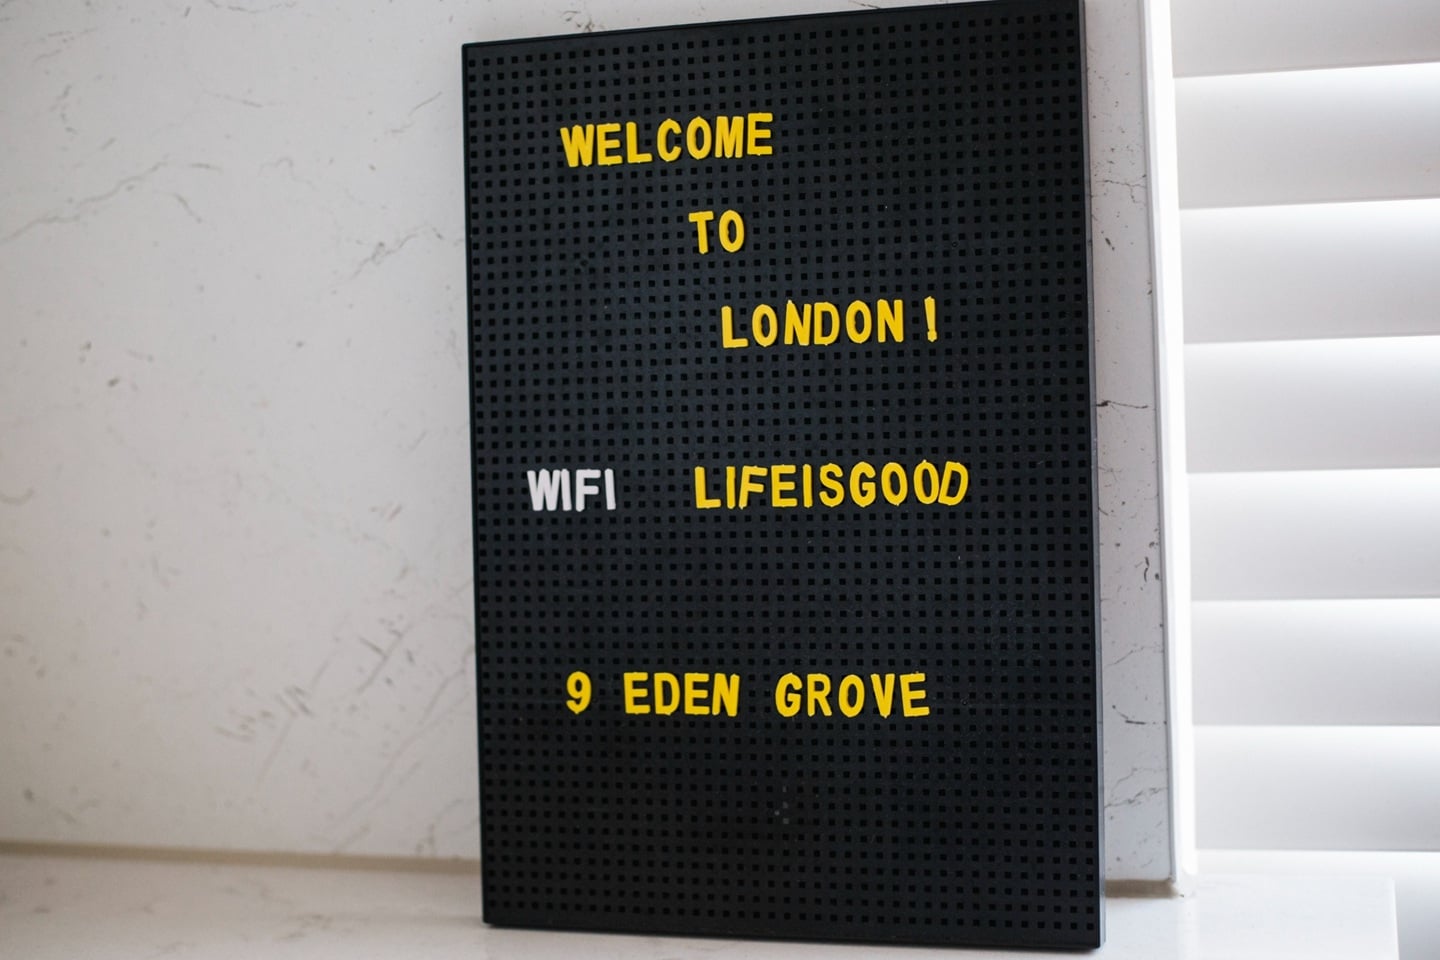 WELCOME
TO
LONDON!
WIFI LIFEISGOOD
9 EDEN GROVE